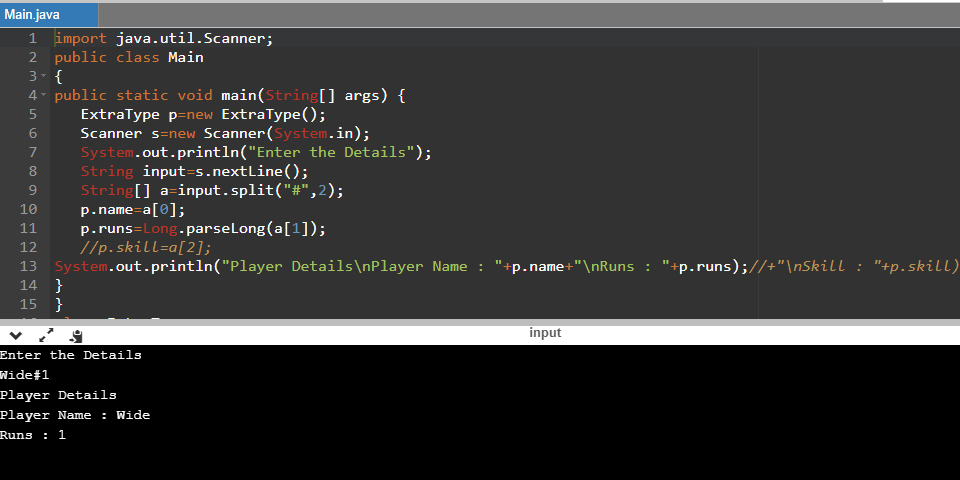 Main.java
1 import java.util.Scanner;
2 public class Main
3 {
4 public static void main(String[] args) {
5 ExtraType p=new ExtraType();
6 Scanner s=new Scanner(System.in);
7 System.out.println("Enter the Details");
8 String input=s.nextLine();
9 String[] a=input.split("#",2);
10 p.name=a[0];
11 p.runs=Long.parseLong(a[1]);
12 //p.skill=a[2];
13 System.out.println("Player Details\nPlayer Name : "+p.name+"\nRuns : "+p.runs);//+"\nSkill : "+p.skill)
14 }
15 }
input
Enter the Details
Wide#1
Player Details
Player Name : Wide
Runs : 1